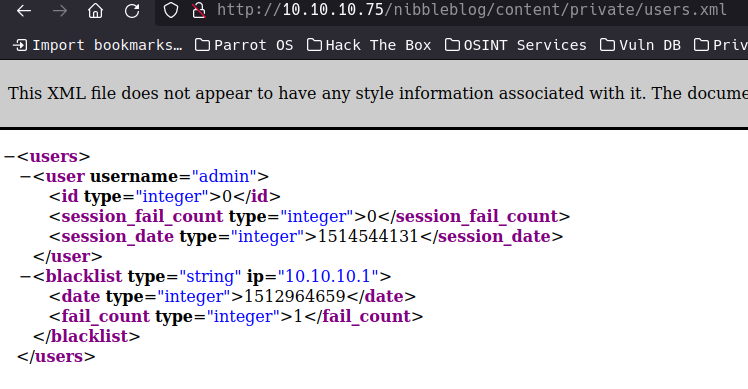 http://10.10.10.75/nibbleblog/content/private/users.xml
Import bookmarks... Parrot OS Hack The Box OSINT Services Vuln DB Priv
This XML file does not appear to have any style information associated with it. The docume
−<users>
−<user username="admin">
<id type="integer">0</id>
<session_fail_count type="integer">0</session_fail_count>
<session_date type="integer">1514544131</session_date>
</user>
−<blacklist type="string" ip="10.10.10.1">
<date type="integer">1512964659</date>
<fail_count type="integer">1</fail_count>
</blacklist>
</users>